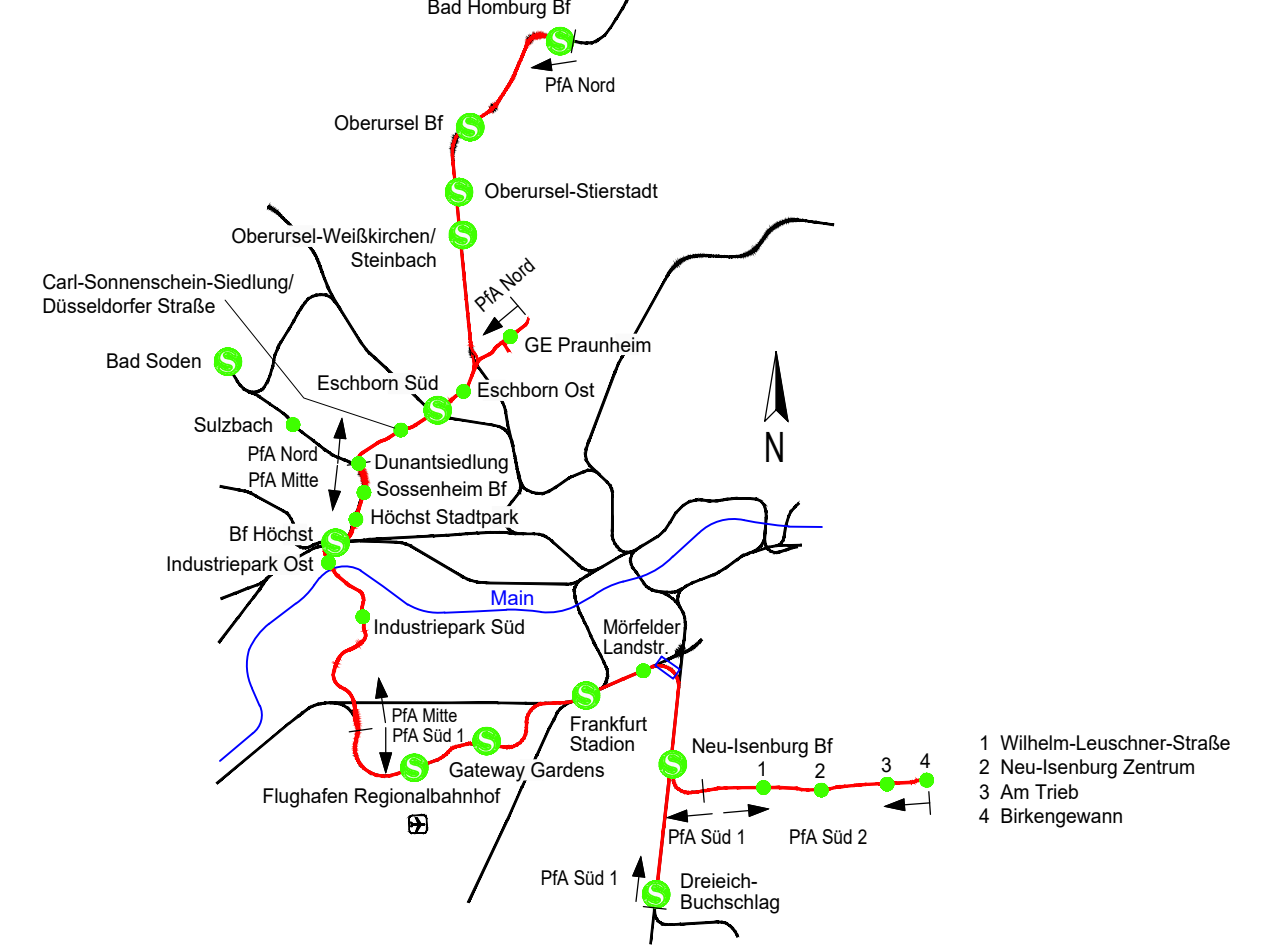 Bad Homburg Bf
PfA Nord
Oberursel Bf
Oberursel-Stierstadt
Oberursel-Weißkirchen/
Steinbach
Carl-Sonnenschein-Siedlung/
Düsseldorfer Straße
PfA Nord
GE Praunheim
Bad Soden
Eschborn Süd
Eschborn Ost
Sulzbach
PfA Nord
PfA Mitte
Dunantsiedlung
Sossenheim Bf
Höchst Stadtpark
Bf Höchst
Industriepark Ost
N
Main
Industriepark Süd
Mörfelder
Landstr.
PfA Mitte
PfA Süd 1
Frankfurt
Stadion
Gateway Gardens
Flughafen Regionalbahnhof
Neu-Isenburg Bf
1
2
3
4
PfA Süd 1
PfA Süd 2
PfA Süd 1
Dreieich-
Buchschlag
1 Wilhelm-Leuschner-Straße
2 Neu-Isenburg Zentrum
3 Am Trieb
4 Birkengewann
S
S
S
S
S
S
S
S
S
S
S
S